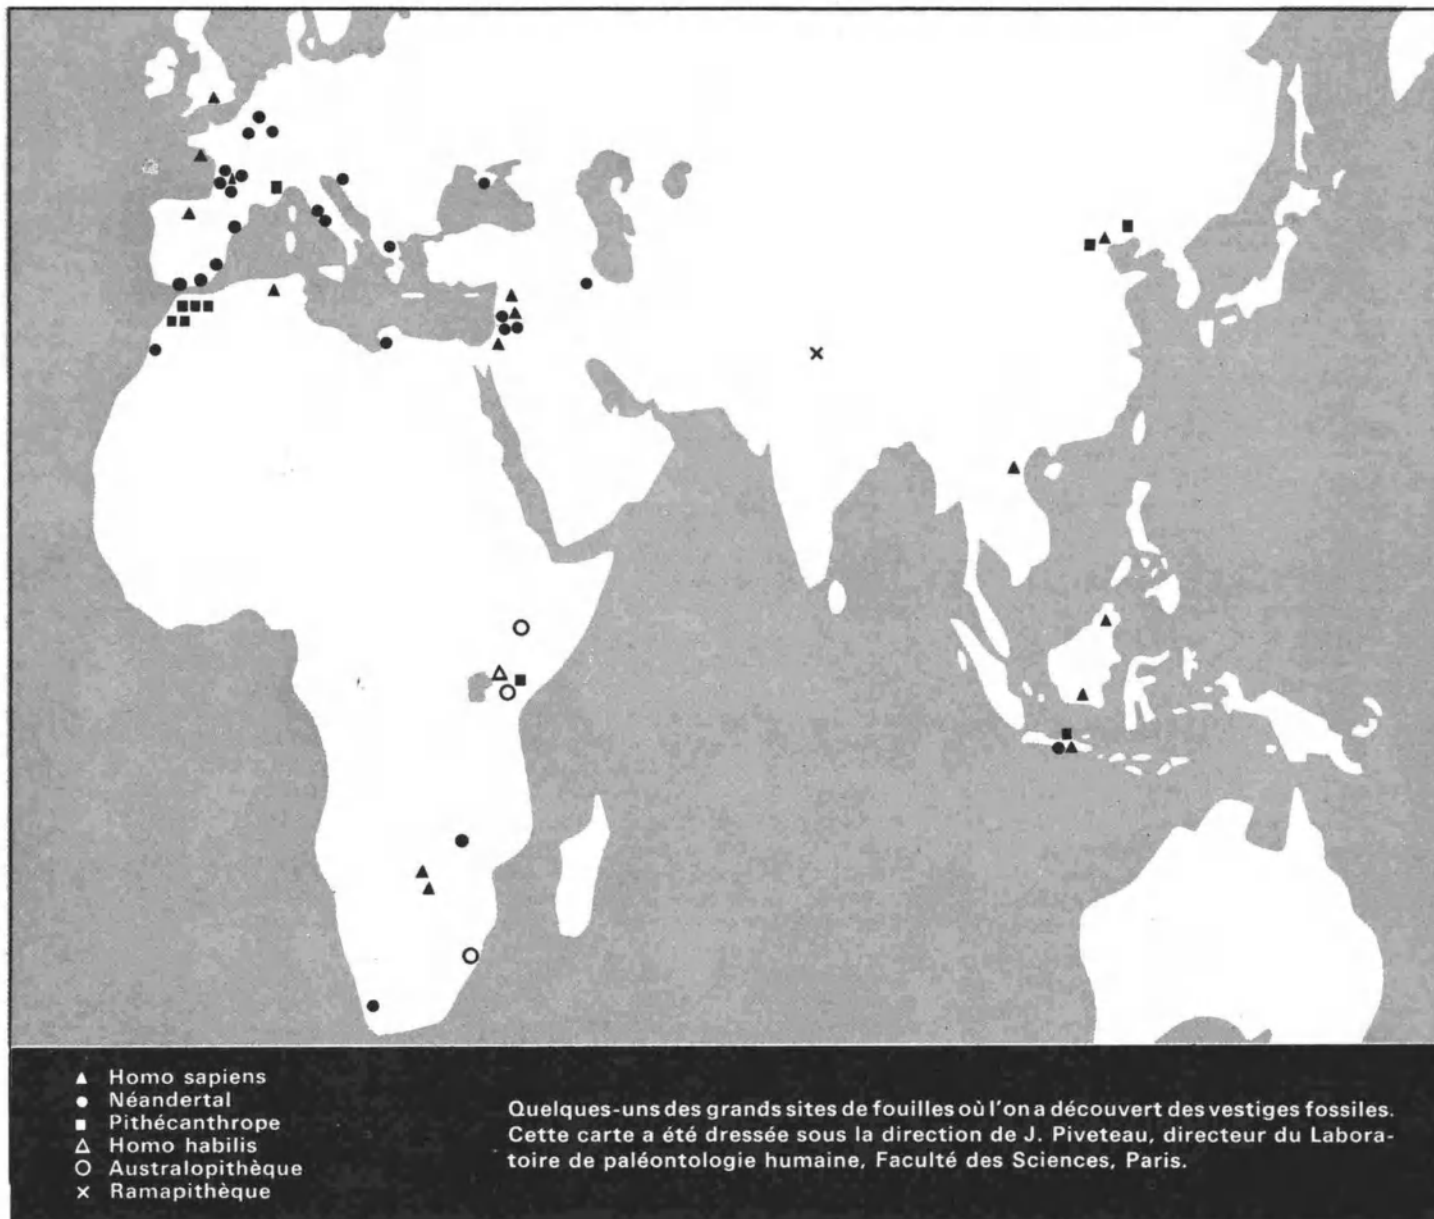 ▲ Homo sapiens
● Néandertal
■ Pithécanthrope
△ Homo habilis
○ Australopithèque
× Ramapithèque
Quelques-uns des grands sites de fouilles où l'on a découvert des vestiges fossiles.
Cette carte a été dressée sous la direction de J. Piveteau, directeur du Labora-
toire de paléontologie humaine, Faculté des Sciences, Paris.